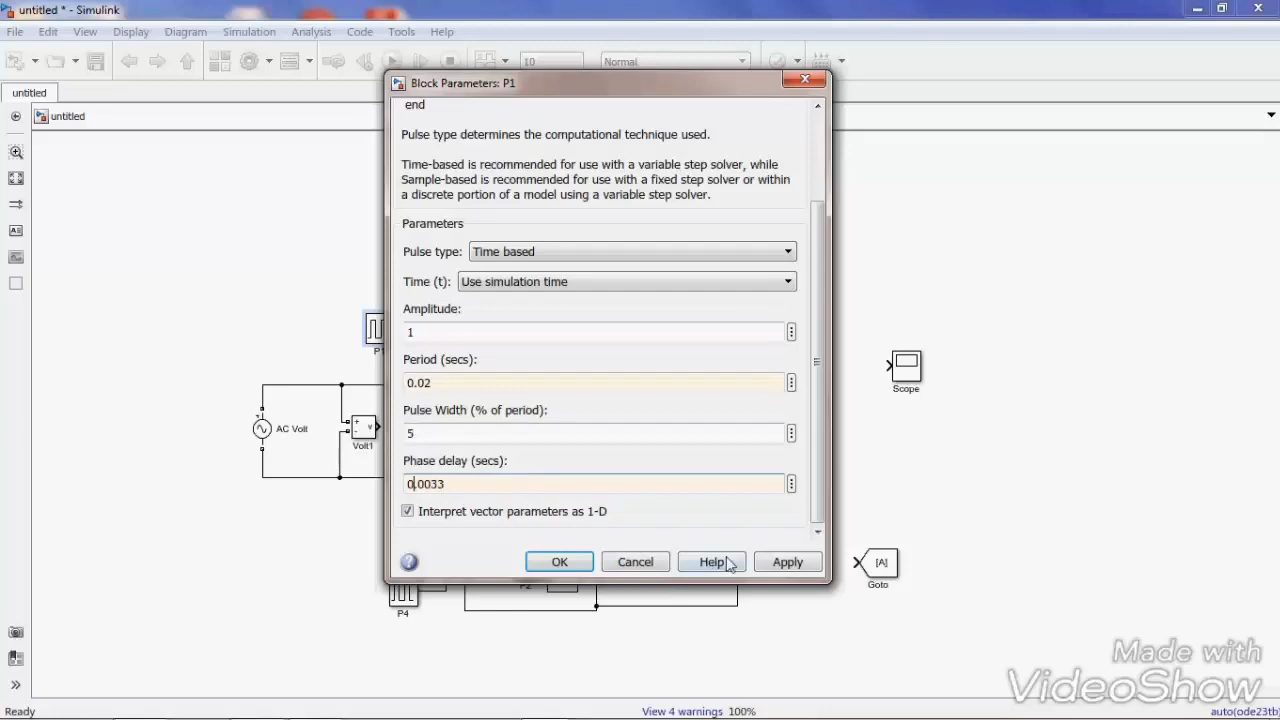 untitled * - Simulink
File Edit View Display Diagram Simulation Analysis Code Tools Help
10 Normal
untitled
untitled
Block Parameters: P1
end
Pulse type determines the computational technique used.
Time-based is recommended for use with a variable step solver, while
Sample-based is recommended for use with a fixed step solver or within
a discrete portion of a model using a variable step solver.
Parameters
Pulse type: Time based
Time (t): Use simulation time
Amplitude:
1
Period (secs):
0.02
Pulse Width (% of period):
5
Phase delay (secs):
0.0033
Interpret vector parameters as 1-D
OK Cancel Help Apply
P1
AC Volt
+
-
v
Volt1
Scope
[A]
Goto
P2
P4
Made with
VideoShow
Ready View 4 warnings 100% auto(ode23tb)